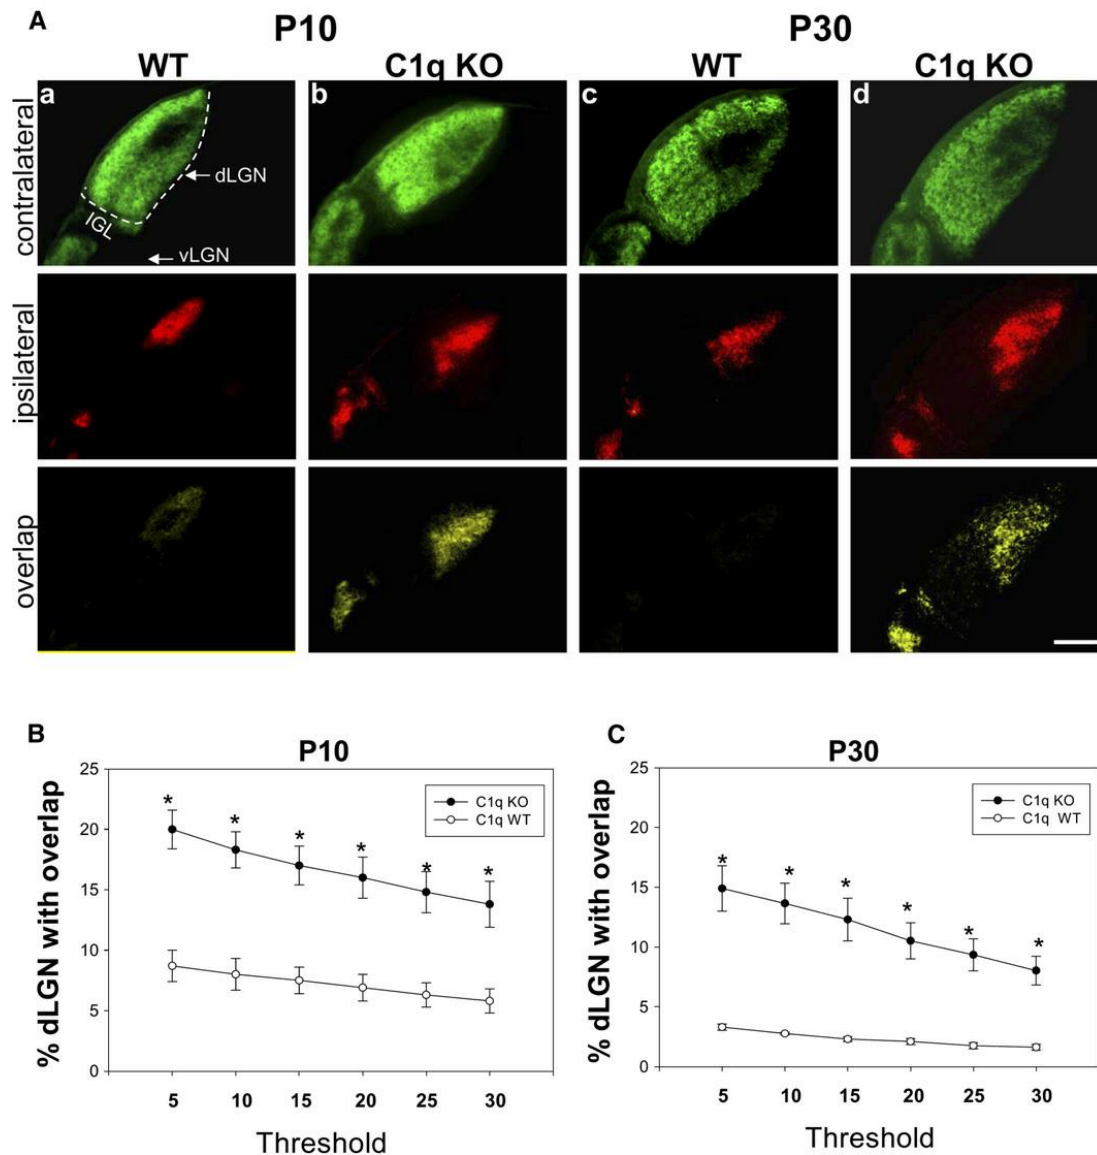 A
P10 P30
WT C1q KO WT C1q KO
contralateral
a b c d
dLGN
IGL
vLGN
ipsilateral
overlap
B
P10
% dLGN with overlap
25
20
15
10
5
0
* * * * * *
C1q KO
C1q WT
5 10 15 20 25 30
Threshold
C
P30
% dLGN with overlap
25
20
15
10
5
0
* * * * * *
C1q KO
C1q WT
5 10 15 20 25 30
Threshold